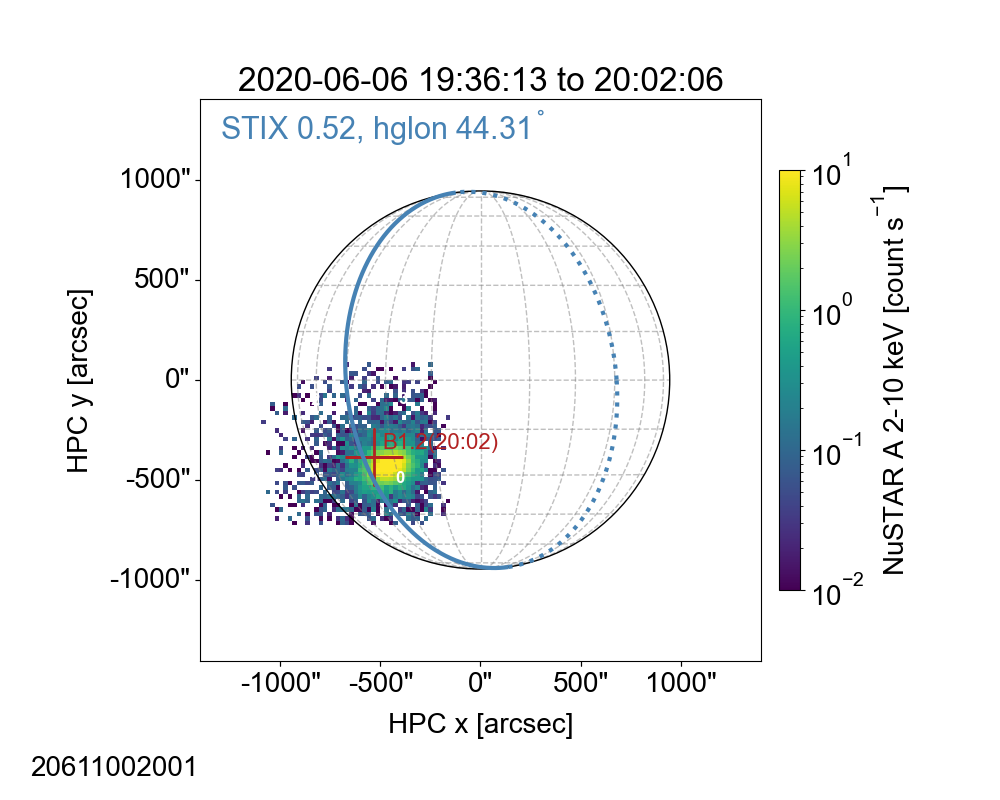 2020-06-06 19:36:13 to 20:02:06
STIX 0.52, hglon 44.31°
1000"
500"
0"
-500"
-1000"
HPC y [arcsec]
B1.2(20:02)
0
-1000" -500" 0" 500" 1000"
HPC x [arcsec]
10¹
10⁰
10⁻¹
10⁻²
NuSTAR A 2-10 keV [count s⁻¹]
20611002001